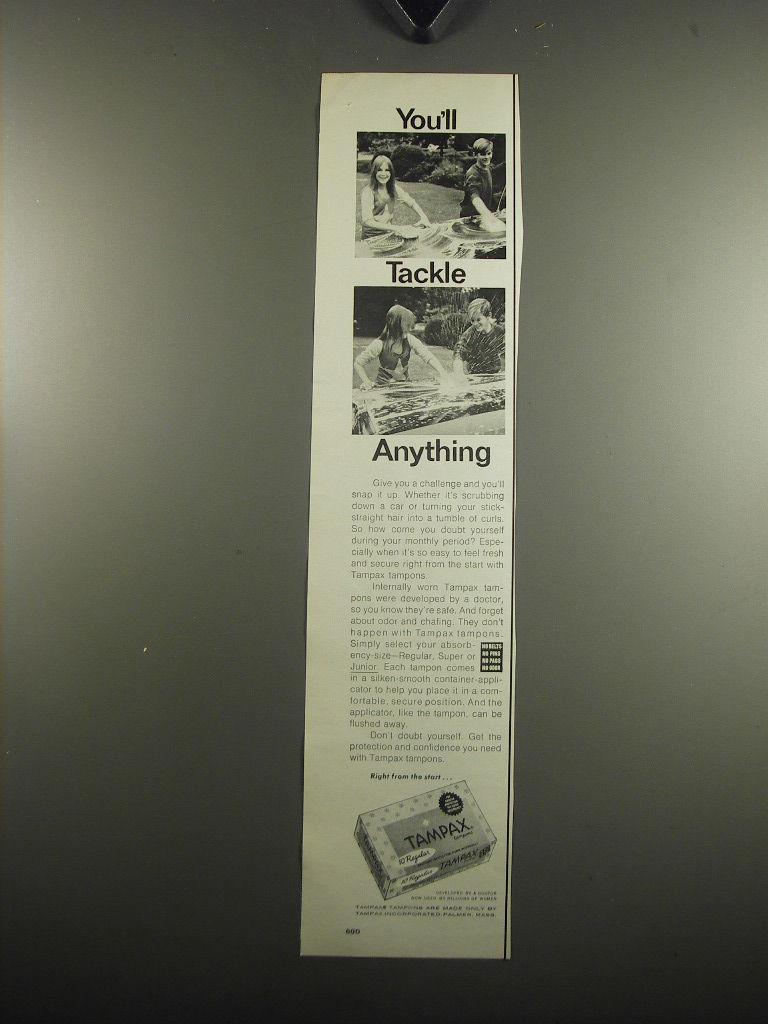 You'll
Tackle
Anything
Give you a challenge and you'll
snap it up. Whether it's scrubbing
down a car or turning your stick-
straight hair into a tumble of curls.
So how come you doubt yourself
during your monthly period? Espe-
cially when it's so easy to feel fresh
and secure right from the start with
Tampax tampons.
Internally worn Tampax tam-
pons were developed by a doctor,
so you know they're safe. And forget
about odor and chafing. They don't
happen with Tampax tampons.
Simply select your absorb-
ency-size—Regular, Super or
Junior. Each tampon comes
in a silken-smooth container-appli-
cator to help you place it in a com-
fortable, secure position. And the
applicator, like the tampon, can be
flushed away.
NO BELTS
NO PINS
NO PADS
NO ODOR
Don't doubt yourself. Get the
protection and confidence you need
with Tampax tampons.
Right from the start...
TAMPAX
tampons
10 Regular
10 Regular
TAMPAX
DEVELOPED BY A DOCTOR
NOW USED BY MILLIONS OF WOMEN
TAMPAX® TAMPONS ARE MADE ONLY BY
TAMPAX INCORPORATED, PALMER, MASS.
600